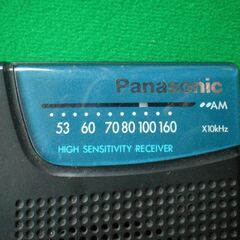 Panasonic
AM
53 60 70 80 100 160 X10kHz
HIGH SENSITIVITY RECEIVER